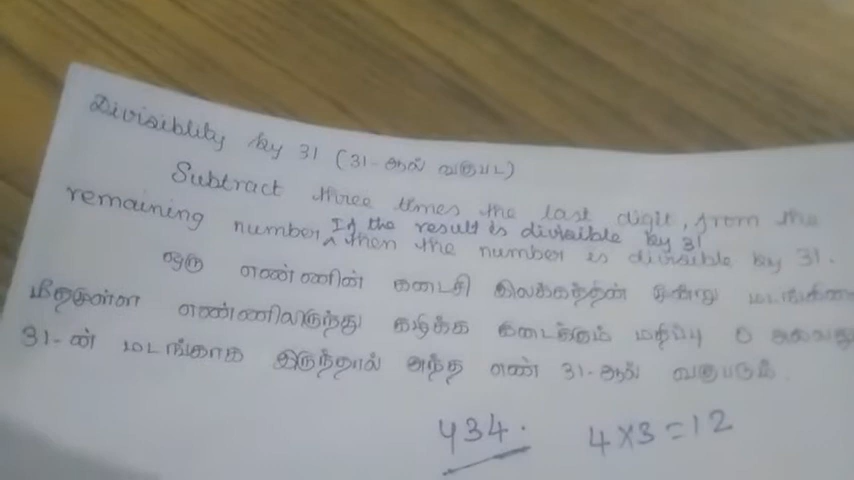 Divisiblity by 31 (31-ஆல் வகுபட)
Subtract three times the last digit, from the
remaining number. If the result is divisible by 31 then the number is divisible by 31.
ஒரு எண்ணின் கடைசி இலக்கத்தின் மூன்று மடங்கினை
மீதமுள்ள எண்ணிலிருந்து கழிக்க கிடைக்கும் மதிப்பு 0 அல்லது
31-ன் மடங்காக இருந்தால் அந்த எண் 31-ஆல் வகுபடும்.
434. 4×3=12